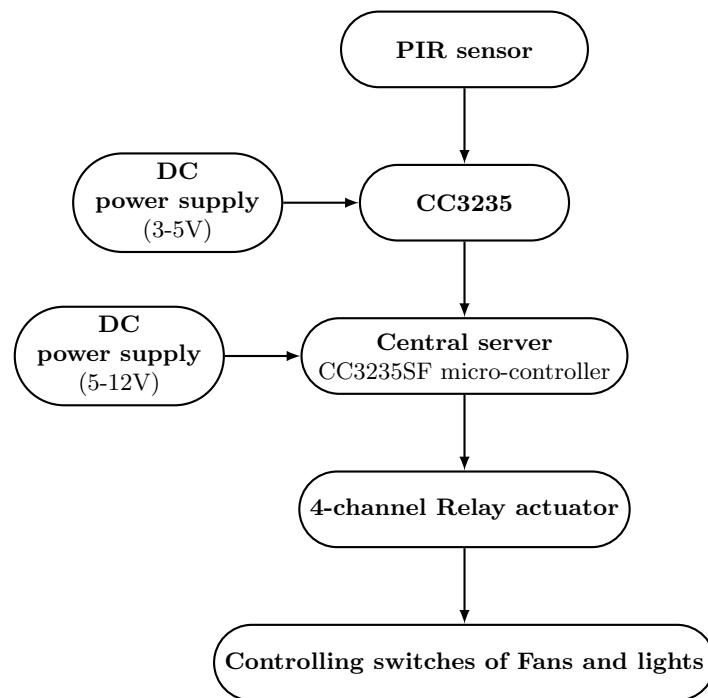 PIR sensor
DC
power supply
(3-5V)
CC3235
DC
power supply
(5-12V)
Central server
CC3235SF micro-controller
4-channel Relay actuator
Controlling switches of Fans and lights